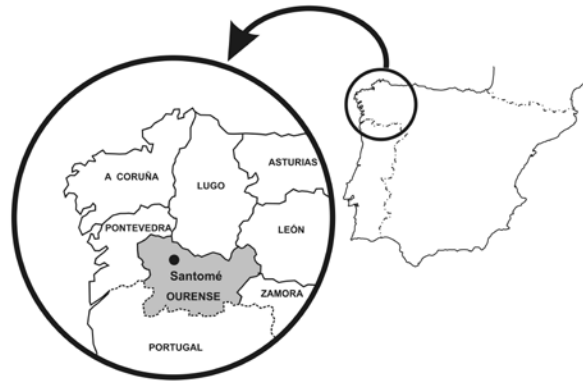 ASTURIAS
A CORUÑA
LUGO
PONTEVEDRA
LEÓN
Santomé
OURENSE
ZAMORA
PORTUGAL